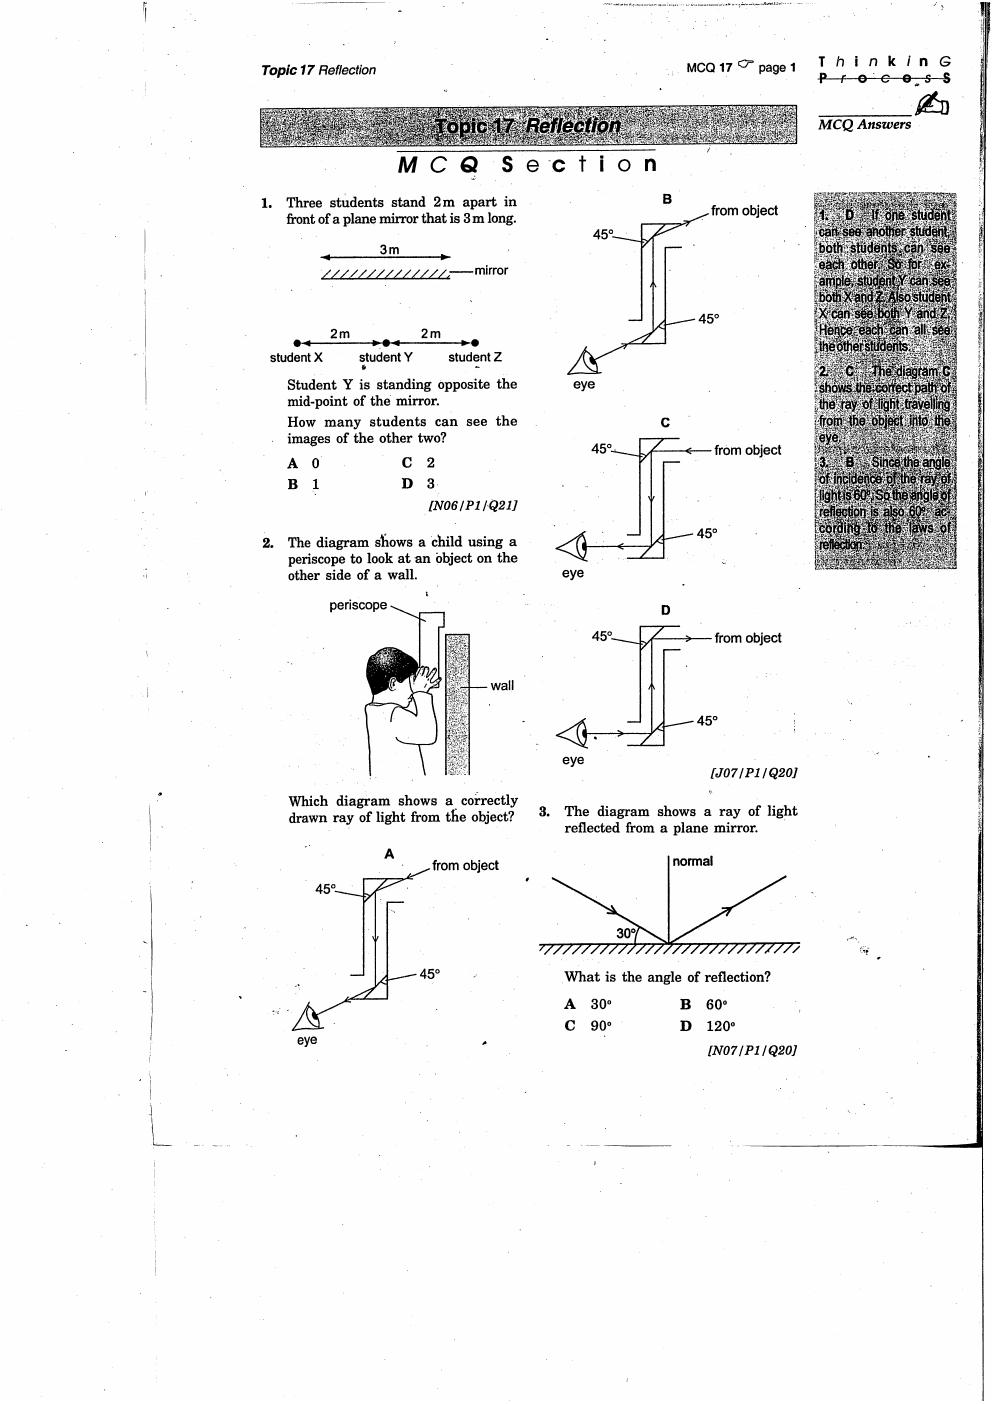 Topic 17 Reflection
MCQ 17 page 1
ThinkinG
ProcesS
MCQ Answers
Topic 17 Reflection
MCQ Section
1. Three students stand 2m apart in
front of a plane mirror that is 3m long.
3m
mirror
2m 2m
student X student Y student Z
Student Y is standing opposite the
mid-point of the mirror.
How many students can see the
images of the other two?
A 0 C 2
B 1 D 3
[N06/P1/Q21]
2. The diagram shows a child using a
periscope to look at an object on the
other side of a wall.
periscope
wall
Which diagram shows a correctly
drawn ray of light from the object?
A
from object
45°
45°
eye
B
from object
45°
45°
eye
C
45°
from object
45°
eye
D
45°
from object
45°
eye
[J07/P1/Q20]
3. The diagram shows a ray of light
reflected from a plane mirror.
normal
30°
What is the angle of reflection?
A 30° B 60°
C 90° D 120°
[N07/P1/Q20]
1. D If one student
can see another student,
both students can see
each other. So for ex-
ample, student Y can see
both X and Z. Also student
X can see both Y and Z.
Hence each can all see
the other students.
2. C The diagram C
shows the correct path of
the ray of light travelling
from the object into the
eye.
3. B Since the angle
of incidence of the ray of
light is 60°, So the angle of
reflection is also 60° ac-
cording to the laws of
reflection.